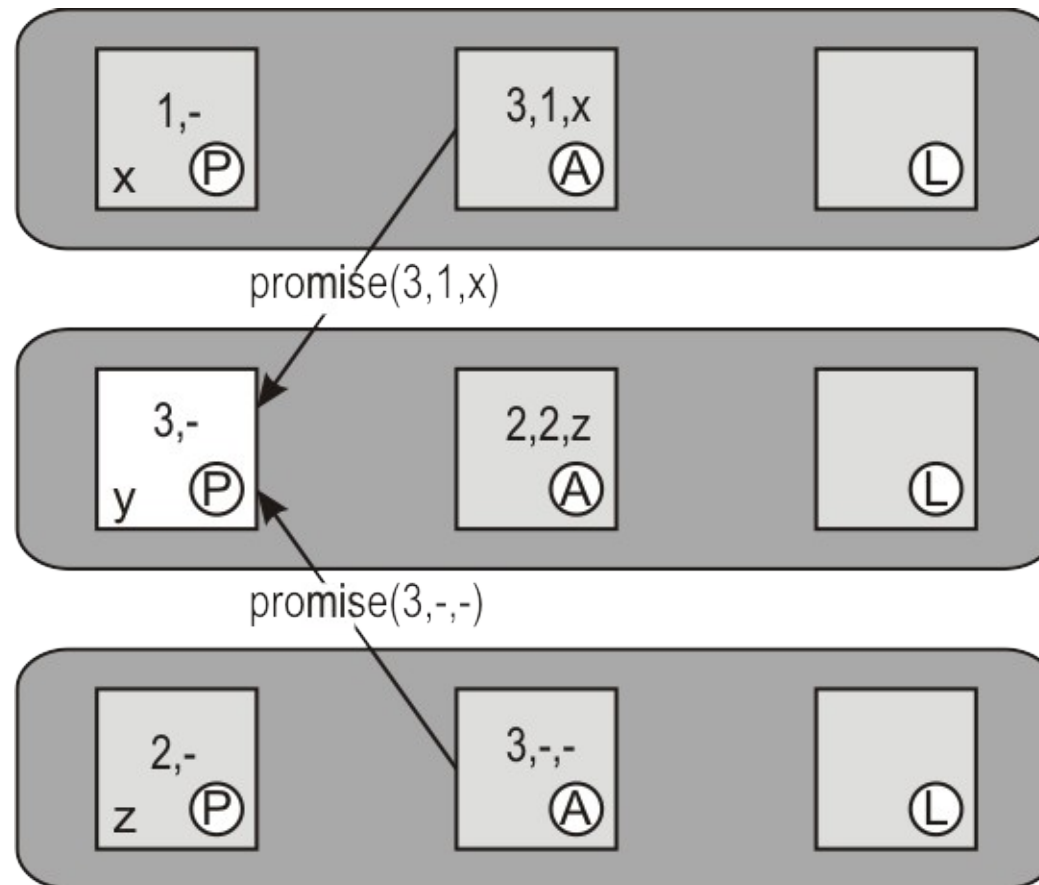 1,-
x
P
3,1,x
A
L
promise(3,1,x)
3,-
y
P
2,2,z
A
L
promise(3,-,-)
2,-
z
P
3,-,-
A
L